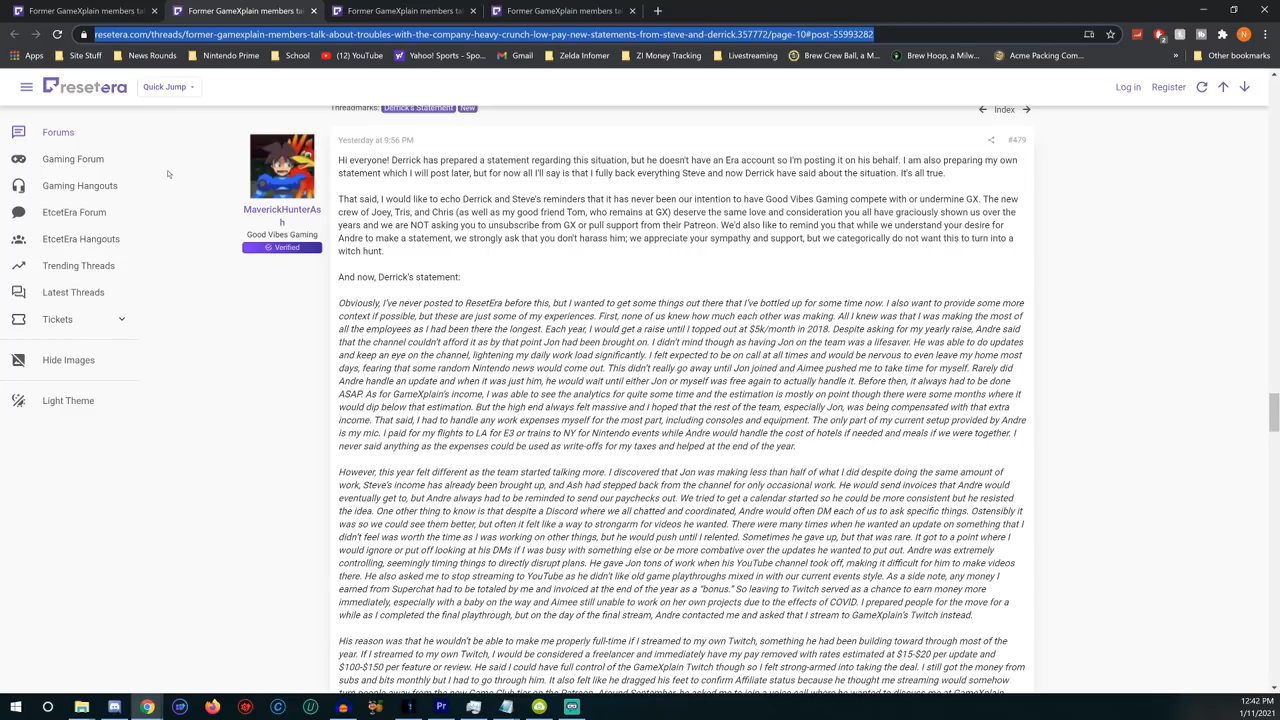 Former GameXplain members talk ab
Former GameXplain members talk
Former GameXplain members talk
Former GameXplain members talk
resetera.com/threads/former-gamexplain-members-talk-about-troubles-with-the-company-heavy-crunch-low-pay-new-statements-from-steve-and-derrick.357772/page-10#post-55993282
Apps Site Stuff News Rounds Nintendo Prime Social (12) YouTube Yahoo! Sports - Spo... Gmail Zelda Infomer ZI Money Tracking LiveExpert Brew Crew Ball, a M... Brew Hoop, a Milw... Acme Packing Com... » Other bookmarks
resetera Quick Jump Log in Register
Threadmarks: Derrick's Statement New Index
Forums
Gaming Forum
Gaming Hangouts
EtcetEra Forum
EtcetEra Hangouts
Trending Threads
Latest Threads
Tickets
Hide Images
Light Theme
MaverickHunterAs
h
Good Vibes Gaming
Verified
Yesterday at 9:56 PM #479
Hi everyone! Derrick has prepared a statement regarding this situation, but he doesn't have an Era account so I'm posting it on his behalf. I am also preparing my own
statement which I will post later, but for now all I'll say is that I fully back everything Steve and now Derrick have said about the situation. It's all true.
That said, I would like to echo Derrick and Steve's reminders that it has never been our intention to have Good Vibes Gaming compete with or undermine GX. The new
crew of Joey, Tris, and Chris (as well as my good friend Tom, who remains at GX) deserve the same love and consideration you all have graciously shown us over the
years and we are NOT asking you to unsubscribe from GX or pull support from their Patreon. We'd also like to remind you that while we understand your desire for
Andre to make a statement, we strongly ask that you don't harass him; we appreciate your sympathy and support, but we categorically do not want this to turn into a
witch hunt.
And now, Derrick's statement:
Obviously, I've never posted to ResetEra before this, but I wanted to get some things out there that I've bottled up for some time now. I also want to provide some more
context if possible, but these are just some of my experiences. First, none of us knew how much each other was making. All I knew was that I was making the most of
all the employees as I had been there the longest. Each year, I would get a raise until I topped out at $5k/month in 2018. Despite asking for my yearly raise, Andre said
that the channel couldn't afford it as by that point Jon had been brought on. I didn't mind though as having Jon on the team was a lifesaver. He was able to do updates
and keep an eye on the channel, lightening my daily work load significantly. I felt expected to be on call at all times and would be nervous to even leave my home most
days, fearing that some random Nintendo news would come out. This didn't really go away until Jon joined and Aimee pushed me to take time for myself. Rarely did
Andre handle an update and when it was just him, he would wait until either Jon or myself was free again to actually handle it. Before then, it always had to be done
ASAP. As for GameXplain's income, I was able to see the analytics for quite some time and the estimation is mostly on point though there were some months where it
would dip below that estimation. But the high end always felt massive and I hoped that the rest of the team, especially Jon, was being compensated with that extra
income. That said, I had to handle any work expenses myself for the most part, including consoles and equipment. The only part of my current setup provided by Andre
is my mic. I paid for my flights to LA for E3 or trains to NY for Nintendo events while Andre would handle the cost of hotels if needed and meals if we were together. I
never said anything as the expenses could be used as write-offs for my taxes and helped at the end of the year.
However, this year felt different as the team started talking more. I discovered that Jon was making less than half of what I did despite doing the same amount of
work, Steve's income has already been brought up, and Ash had stepped back from the channel for only occasional work. He would send invoices that Andre would
eventually get to, but Andre always had to be reminded to send our paychecks out. We tried to get a calendar started so he could be more consistent but he resisted
the idea. One other thing to know is that despite a Discord where we all chatted and coordinated, Andre would often DM each of us to ask specific things. Ostensibly it
was so we could see them better, but often it felt like a way to strongarm for videos he wanted. There were many times when he wanted an update on something that I
didn't feel was worth the time as I was working on other things, but he would push until I relented. Sometimes he gave up, but that was rare. It got to a point where I
would ignore or put off looking at his DMs if I was busy with something else or be more combative over the updates he wanted to put out. Andre was extremely
controlling, seemingly timing things to directly disrupt plans. He gave Jon tons of work when his YouTube channel took off, making it difficult for him to make videos
there. He also asked me to stop streaming to YouTube as he didn't like old game playthroughs mixed in with our current events style. As a side note, any money I
earned from Superchat had to be totaled by me and invoiced at the end of the year as a "bonus." So leaving to Twitch served as a chance to earn money more
immediately, especially with a baby on the way and Aimee still unable to work on her own projects due to the effects of COVID. I prepared people for the move for a
while as I completed the final playthrough, but on the day of the final stream, Andre contacted me and asked that I stream to GameXplain's Twitch instead.
His reason was that he wouldn't be able to make me properly full-time if I streamed to my own Twitch, something he had been building toward through most of the
year. If I streamed to my own Twitch, I would be considered a freelancer and immediately have my pay removed with rates estimated at $15-$20 per update and
$100-$150 per feature or review. He said I could have full control of the GameXplain Twitch though so I felt strong-armed into taking the deal. I still got the money from
subs and bits monthly but I had to go through him. It also felt like he dragged his feet to confirm Affiliate status because he thought me streaming would somehow
turn people away from the new Game Club tier on the Patreon. Around September, he asked me to join a voice call where he wanted to discuss me at GameXplain
12:42 PM
1/11/2021